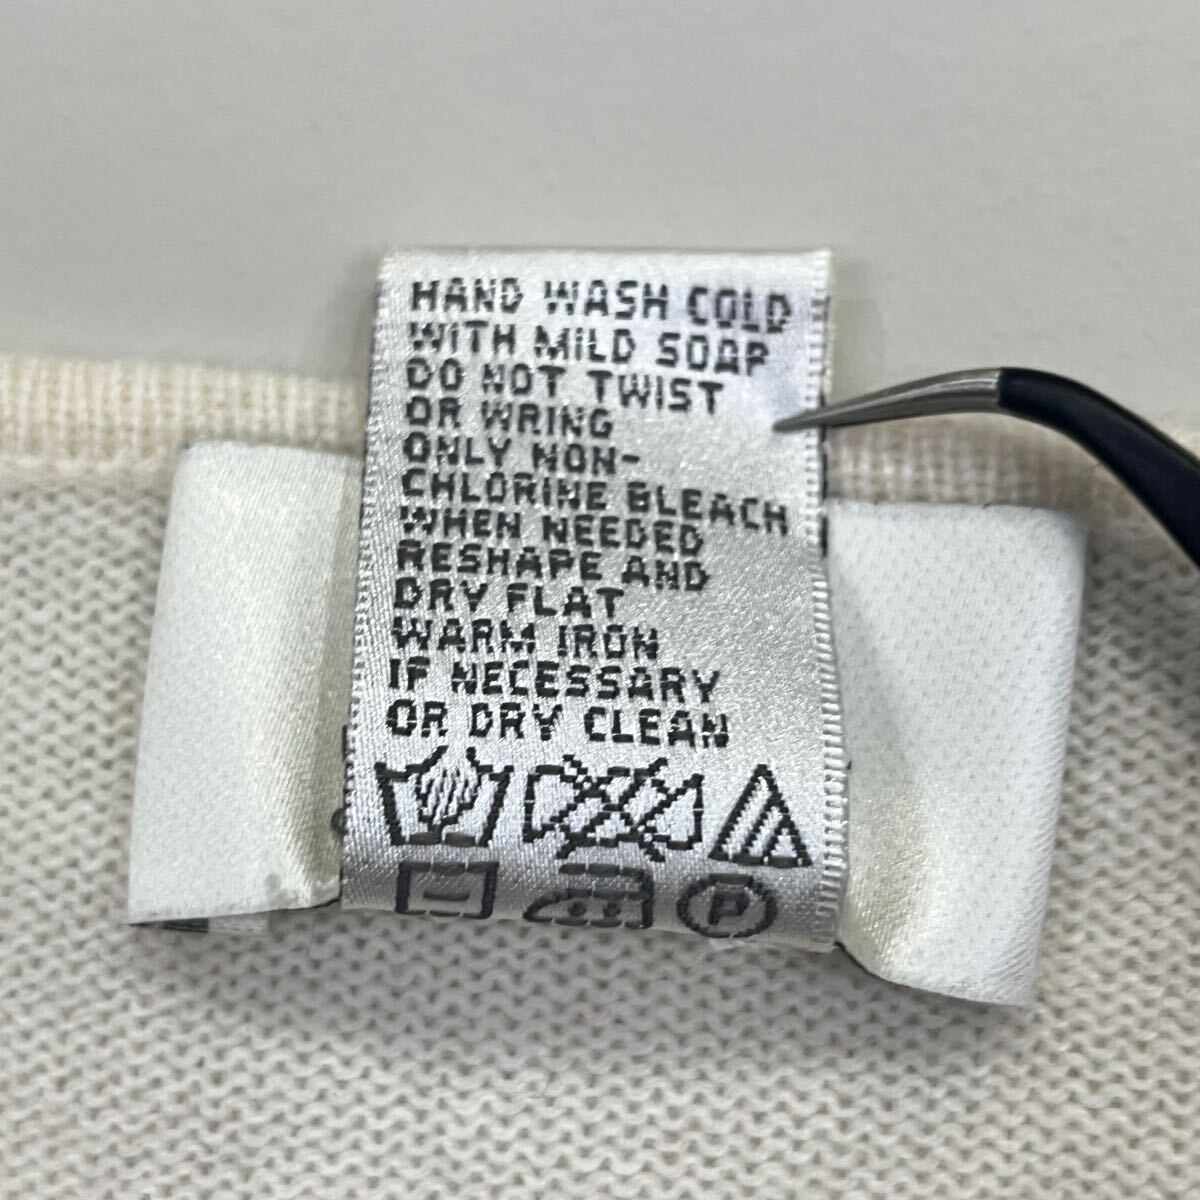 HAND WASH COLD
WITH MILD SOAP
DO NOT TWIST
OR WRING
ONLY NON-
CHLORINE BLEACH
WHEN NEEDED
RESHAPE AND
DRY FLAT
WARM IRON
IF NECESSARY
OR DRY CLEAN
P